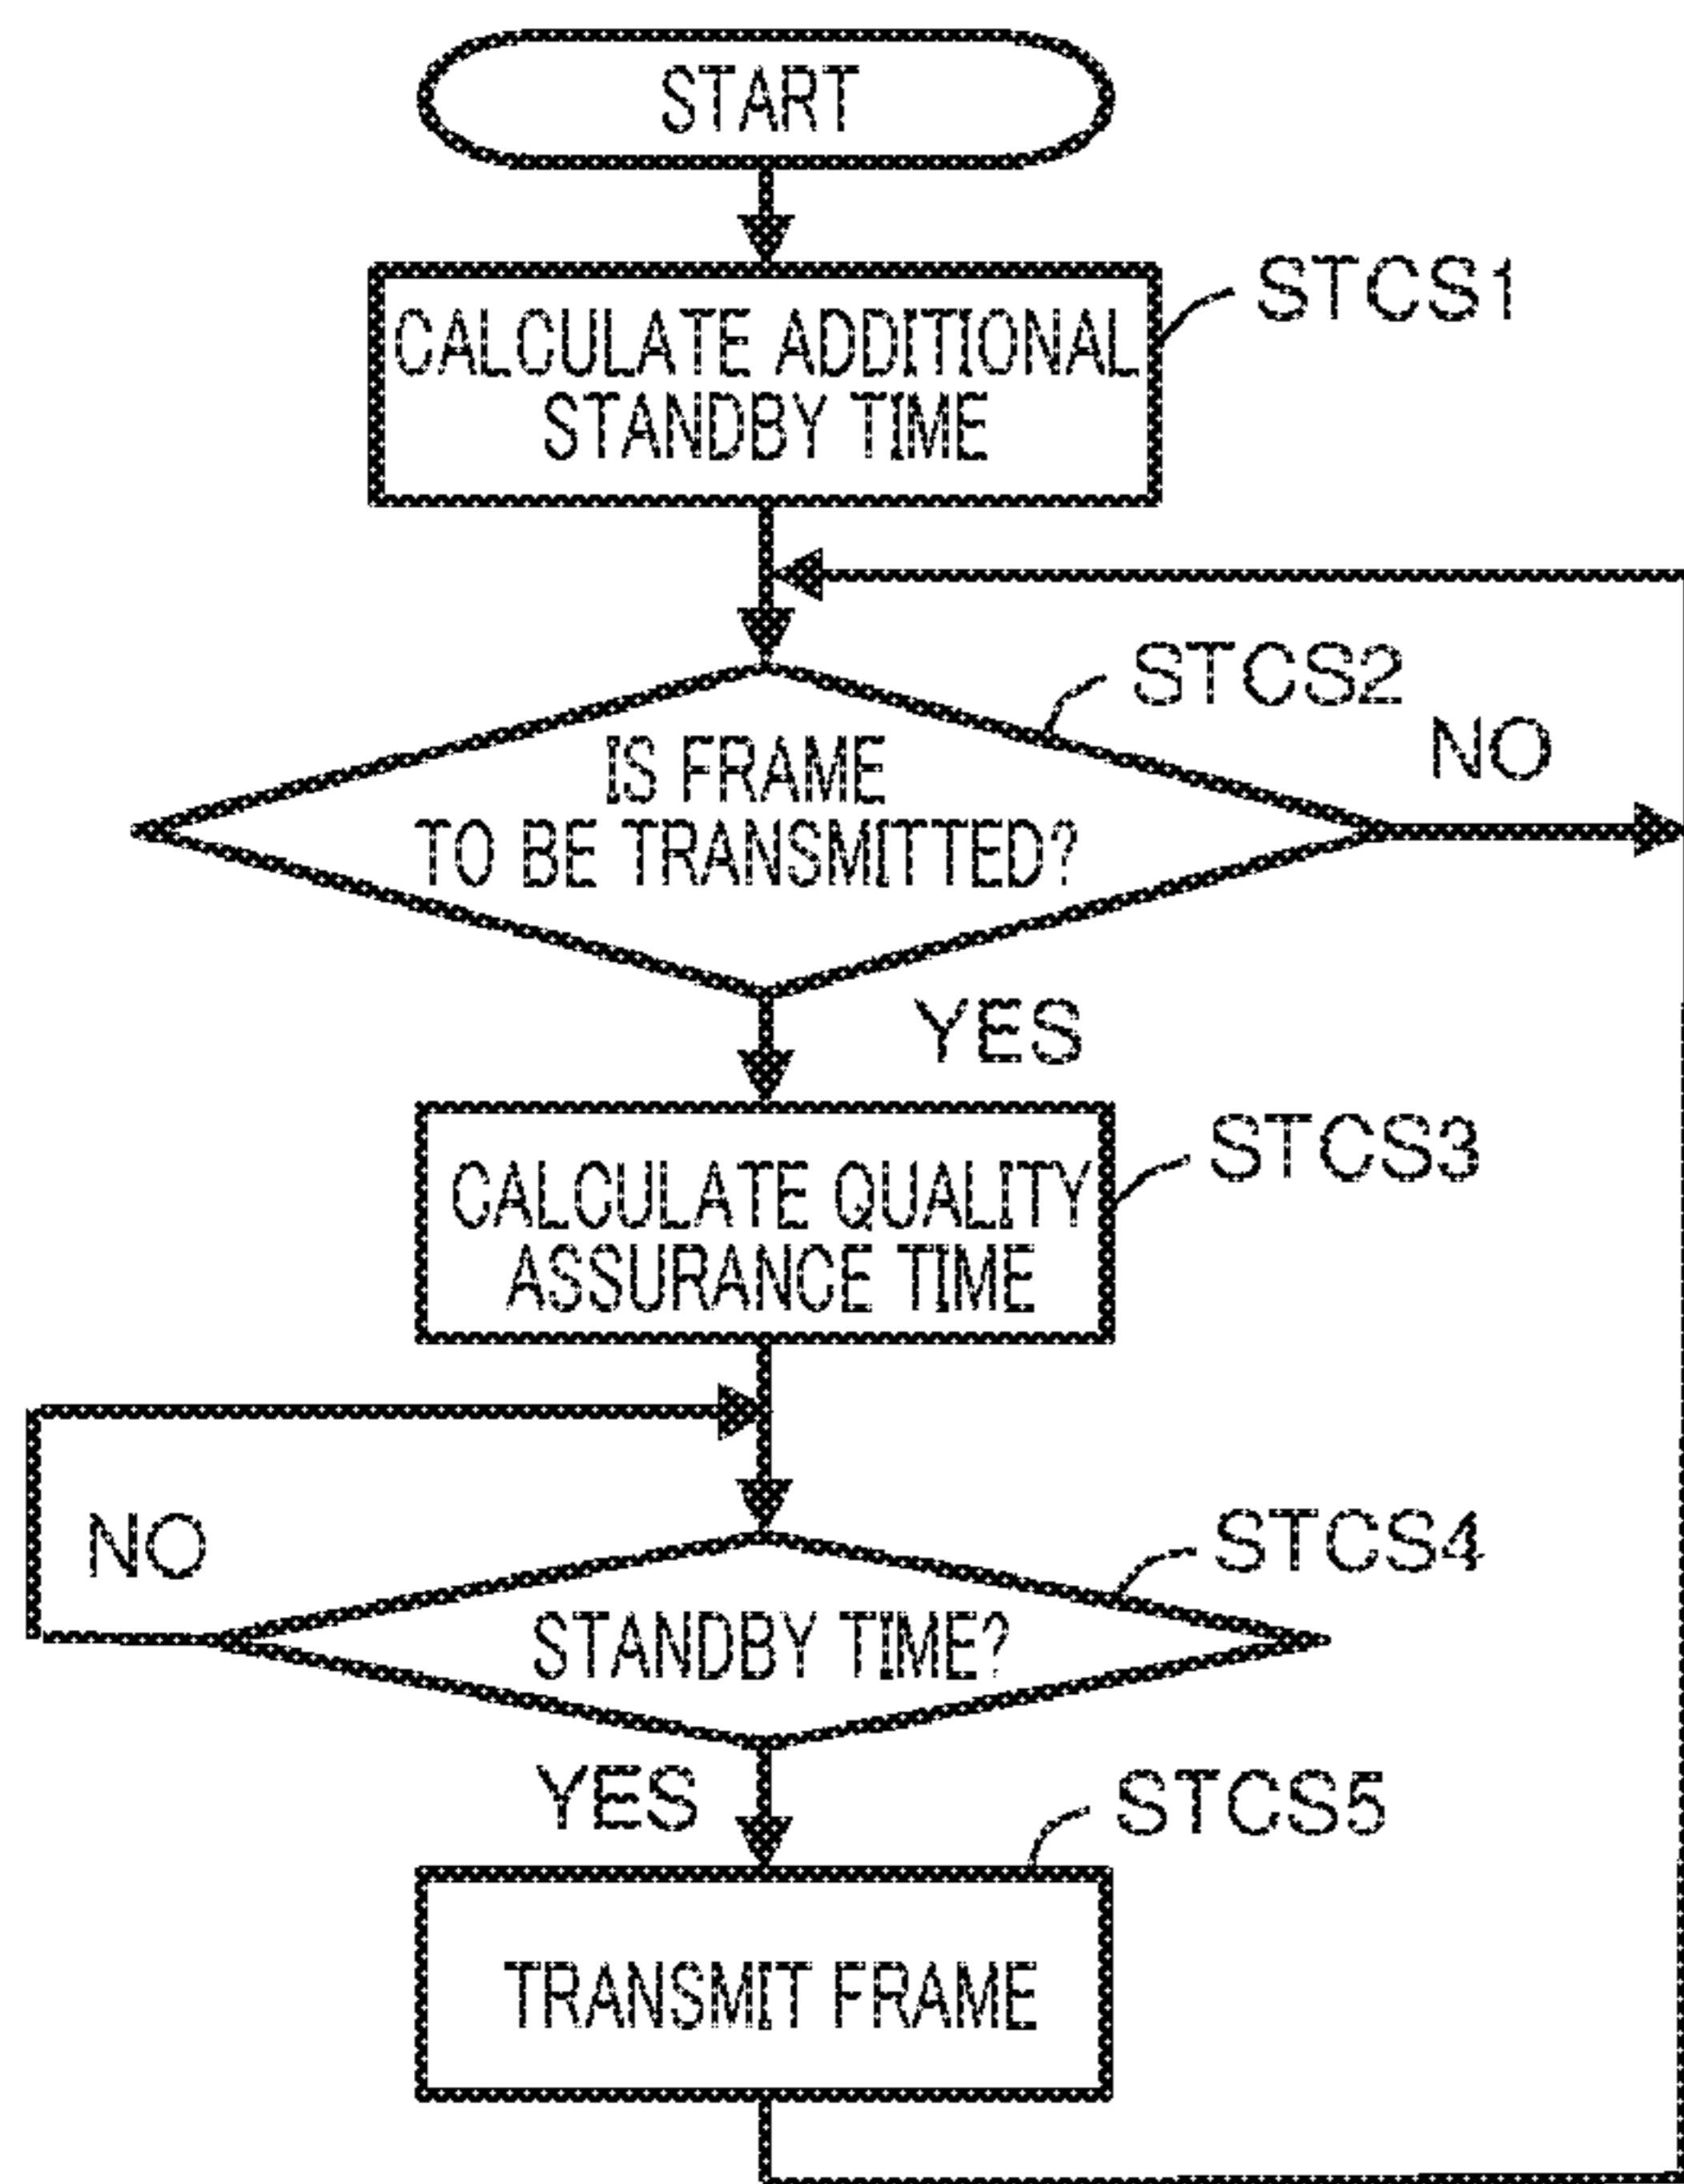 START
STCS1
CALCULATE ADDITIONAL
STANDBY TIME
STCS2
NO
IS FRAME
TO BE TRANSMITTED?
YES
STCS3
CALCULATE QUALITY
ASSURANCE TIME
NO
STCS4
STANDBY TIME?
YES
STCS5
TRANSMIT FRAME